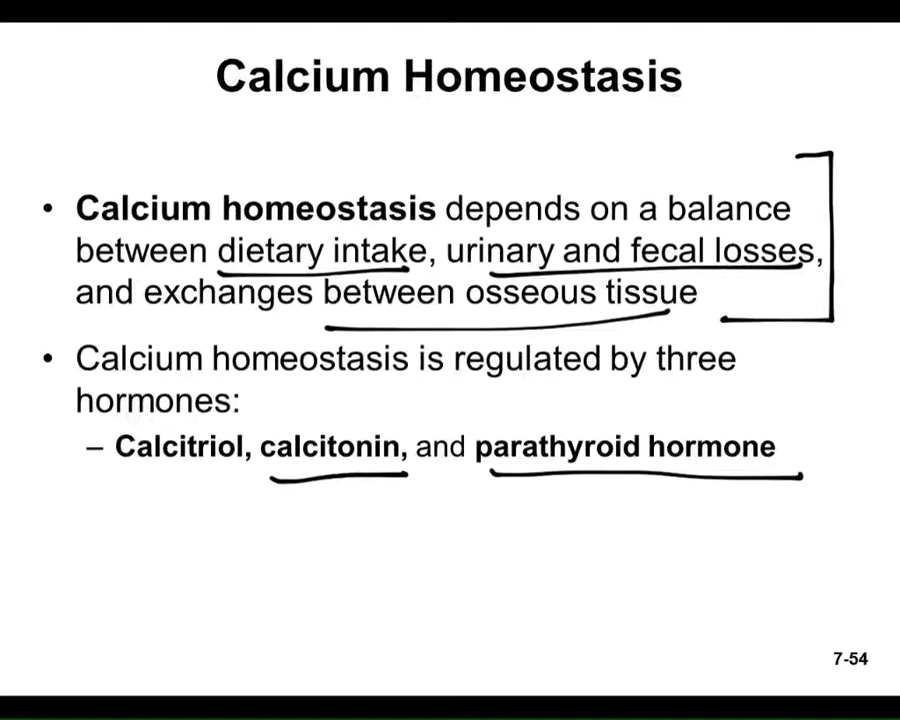 Calcium Homeostasis
• Calcium homeostasis depends on a balance
between dietary intake, urinary and fecal losses,
and exchanges between osseous tissue
• Calcium homeostasis is regulated by three
hormones:
– Calcitriol, calcitonin, and parathyroid hormone
7-54